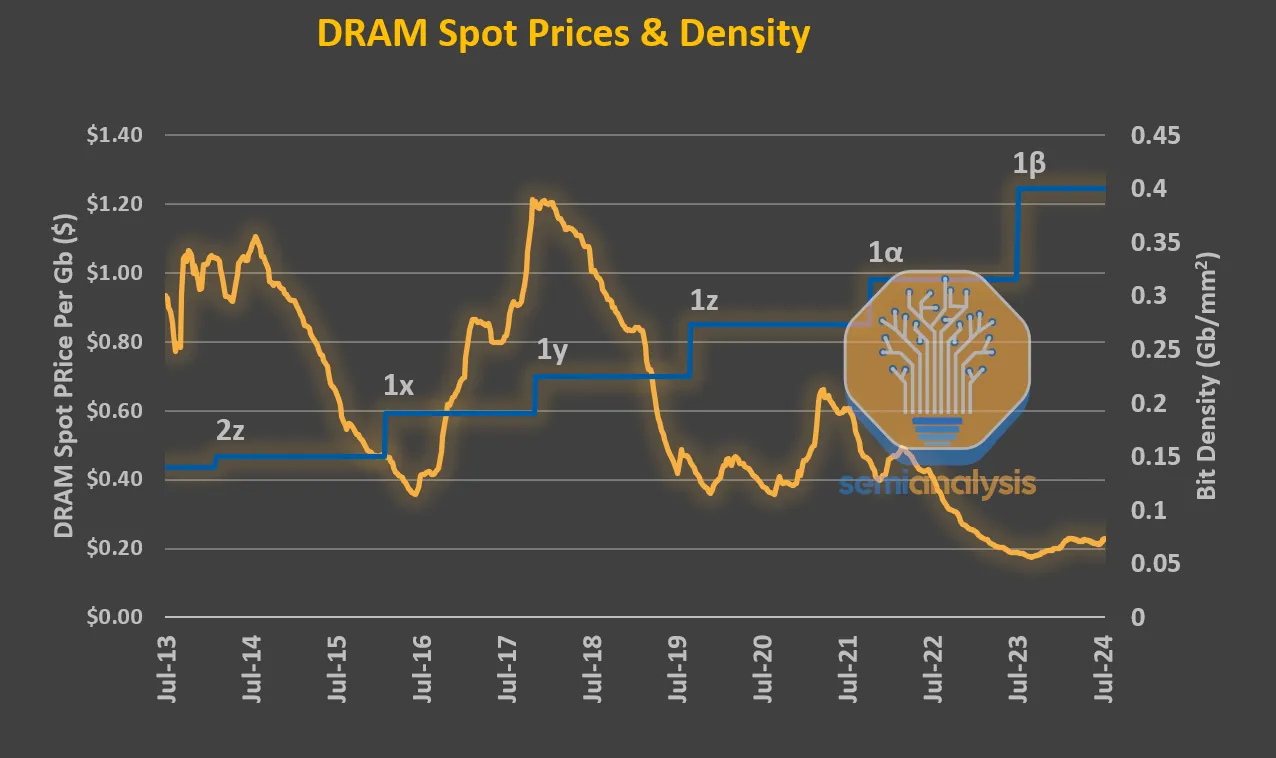 DRAM Spot Prices & Density
$1.40
$1.20
$1.00
$0.80
$0.60
$0.40
$0.20
$0.00
DRAM Spot PRice Per Gb ($)
0.45
0.4
0.35
0.3
0.25
0.2
0.15
0.1
0.05
0
Bit Density (Gb/mm²)
2z
1x
1y
1z
1α
1β
semianalysis
Jul-13
Jul-14
Jul-15
Jul-16
Jul-17
Jul-18
Jul-19
Jul-20
Jul-21
Jul-22
Jul-23
Jul-24